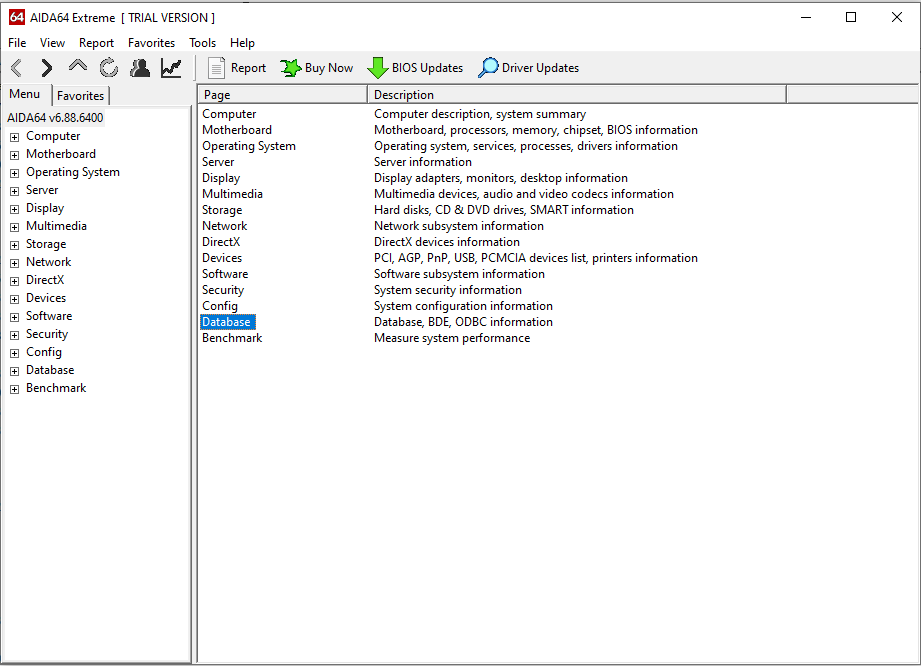 64 AIDA64 Extreme [ TRIAL VERSION ]
File View Report Favorites Tools Help
Report Buy Now BIOS Updates Driver Updates
Menu Favorites
AIDA64 v6.88.6400
Computer
Motherboard
Operating System
Server
Display
Multimedia
Storage
Network
DirectX
Devices
Software
Security
Config
Database
Benchmark
Page Description
Computer Computer description, system summary
Motherboard Motherboard, processors, memory, chipset, BIOS information
Operating System Operating system, services, processes, drivers information
Server Server information
Display Display adapters, monitors, desktop information
Multimedia Multimedia devices, audio and video codecs information
Storage Hard disks, CD & DVD drives, SMART information
Network Network subsystem information
DirectX DirectX devices information
Devices PCI, AGP, PnP, USB, PCMCIA devices list, printers information
Software Software subsystem information
Security System security information
Config System configuration information
Database Database, BDE, ODBC information
Benchmark Measure system performance